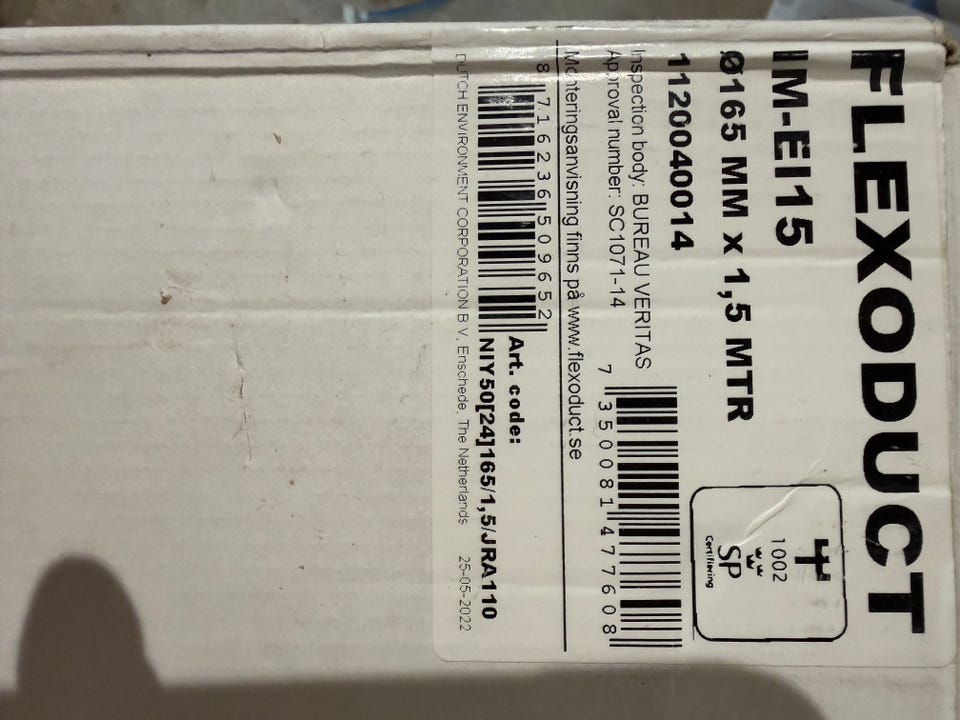 FLEXODUCT
IM-EI15
Ø165 MM x 1,5 MTR
1120040014
1002
SP
Certifiering
Inspection body: BUREAU VERITAS
Approval number: SC1071-14
7 350081 477608
Monteringsanvisning finns på www.flexoduct.se
8 716236 509652
Art. code:
NIY50[24]165/1,5/JRA110
DUTCH ENVIRONMENT CORPORATION B.V. Enschede, The Netherlands 25-05-2022